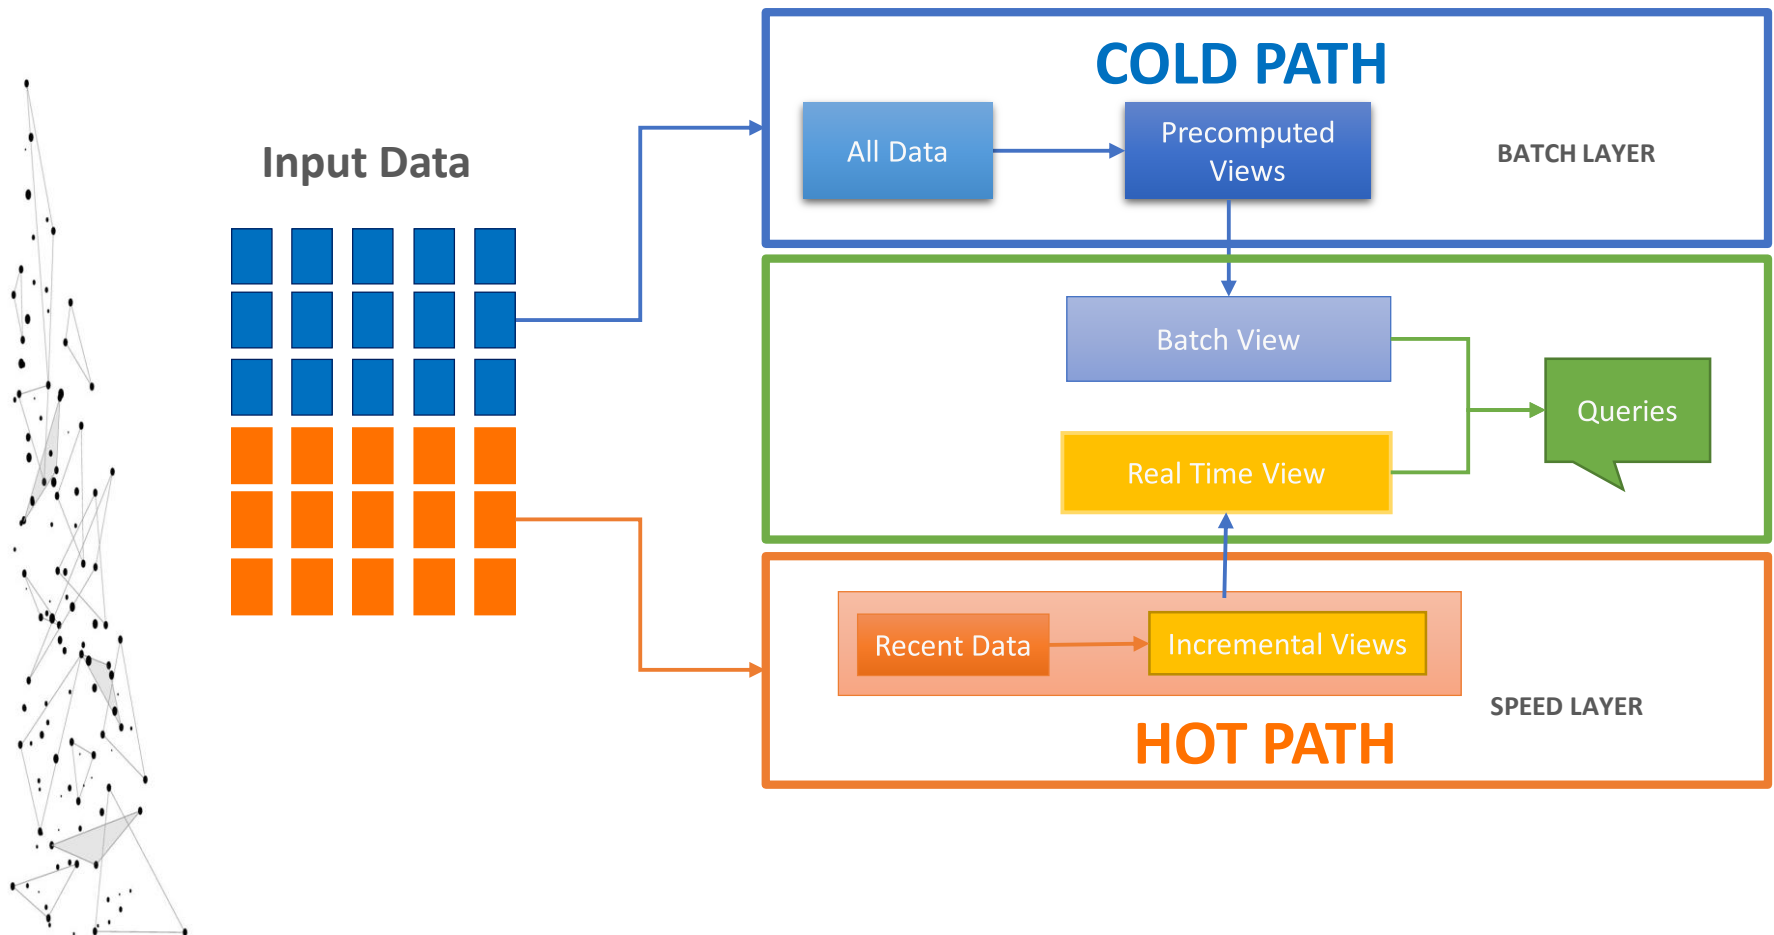 Input Data
COLD PATH
All Data
Precomputed
Views
BATCH LAYER
Batch View
Real Time View
Queries
Recent Data
Incremental Views
SPEED LAYER
HOT PATH